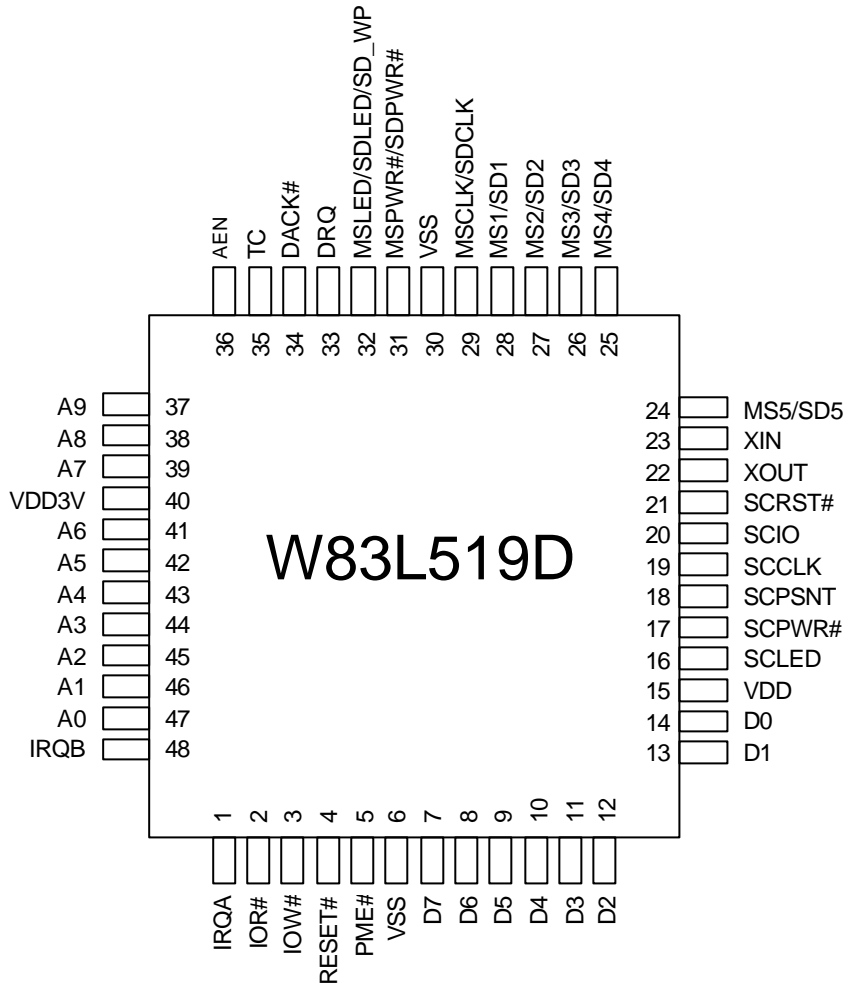 AEN
TC
DACK#
DRQ
MSLED/SDLED/SD_WP
MSPWR#/SDPWR#
VSS
MSCLK/SDCLK
MS1/SD1
MS2/SD2
MS3/SD3
MS4/SD4
36
35
34
33
32
31
30
29
28
27
26
25
A9 37
A8 38
A7 39
VDD3V 40
A6 41
A5 42
A4 43
A3 44
A2 45
A1 46
A0 47
IRQB 48
W83L519D
24 MS5/SD5
23 XIN
22 XOUT
21 SCRST#
20 SCIO
19 SCCLK
18 SCPSNT
17 SCPWR#
16 SCLED
15 VDD
14 D0
13 D1
1
2
3
4
5
6
7
8
9
10
11
12
IRQA
IOR#
IOW#
RESET#
PME#
VSS
D7
D6
D5
D4
D3
D2